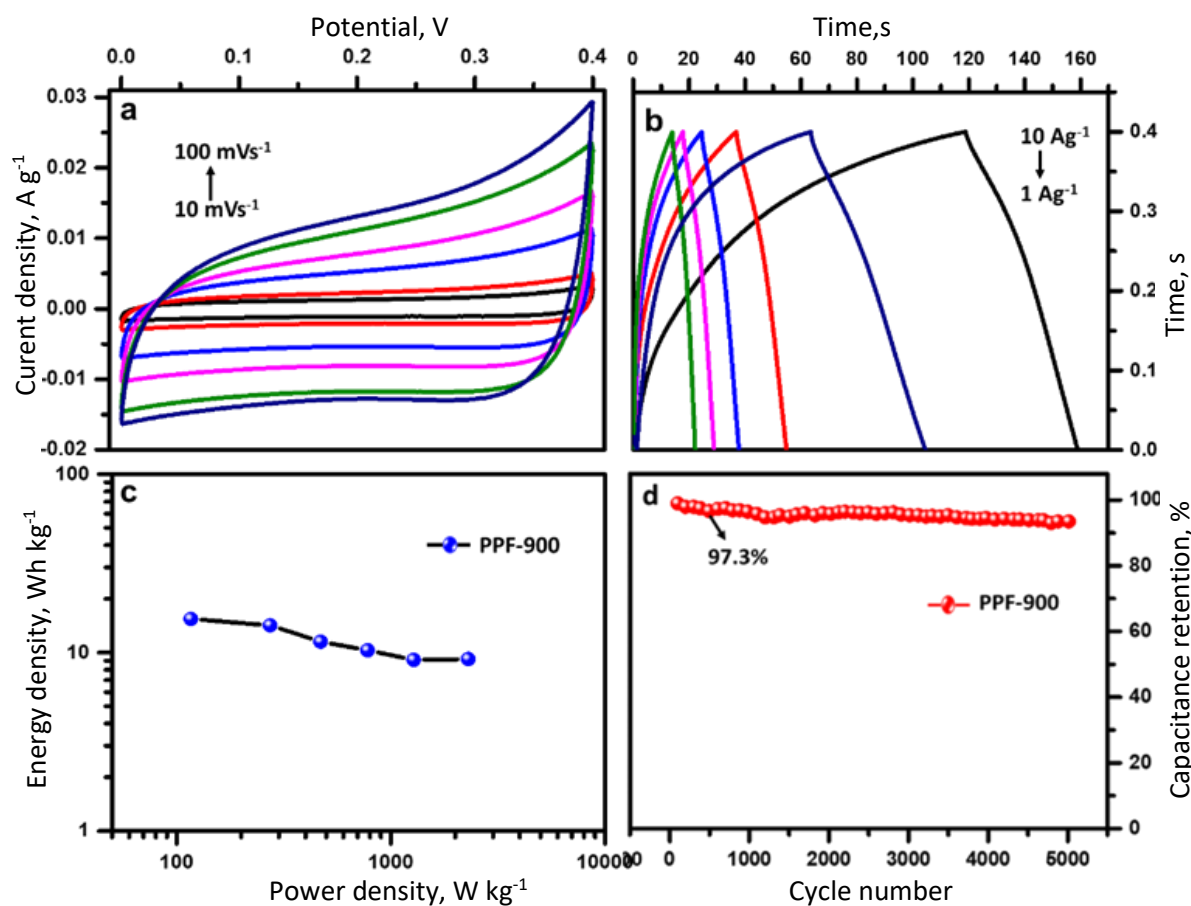 Potential, V
Time,s
0.0 0.1 0.2 0.3 0.4
0 20 40 60 80 100 120 140 160
a
100 mVs-1
10 mVs-1
0.03
0.02
0.01
0.00
-0.01
-0.02
Curent density, A g-1
b
10 Ag-1
1 Ag-1
0.4
0.3
0.2
0.4
0.0
Time, s
c
PPF-900
100
10
1
Energy density, Wh kg-1
100 1000 10000
Power density, W kg-1
d
97.3%
PPF-900
100
80
60
40
20
0
Capacitance retention, %
0 1000 2000 3000 4000 5000
Cycle number